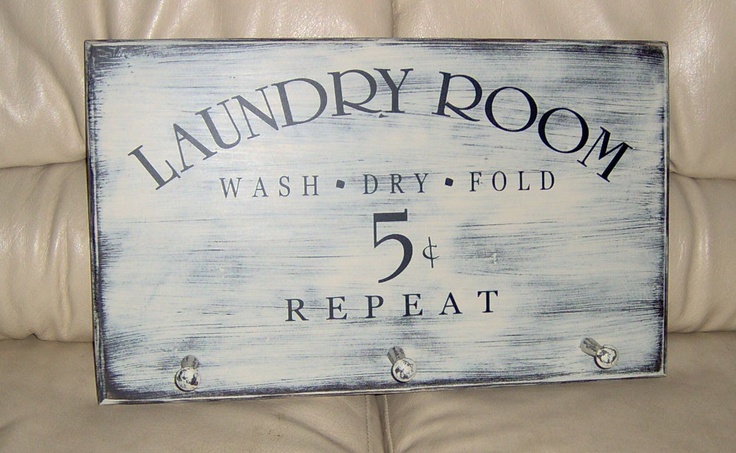 LAUNDRY ROOM
WASH • DRY • FOLD
5¢
REPEAT